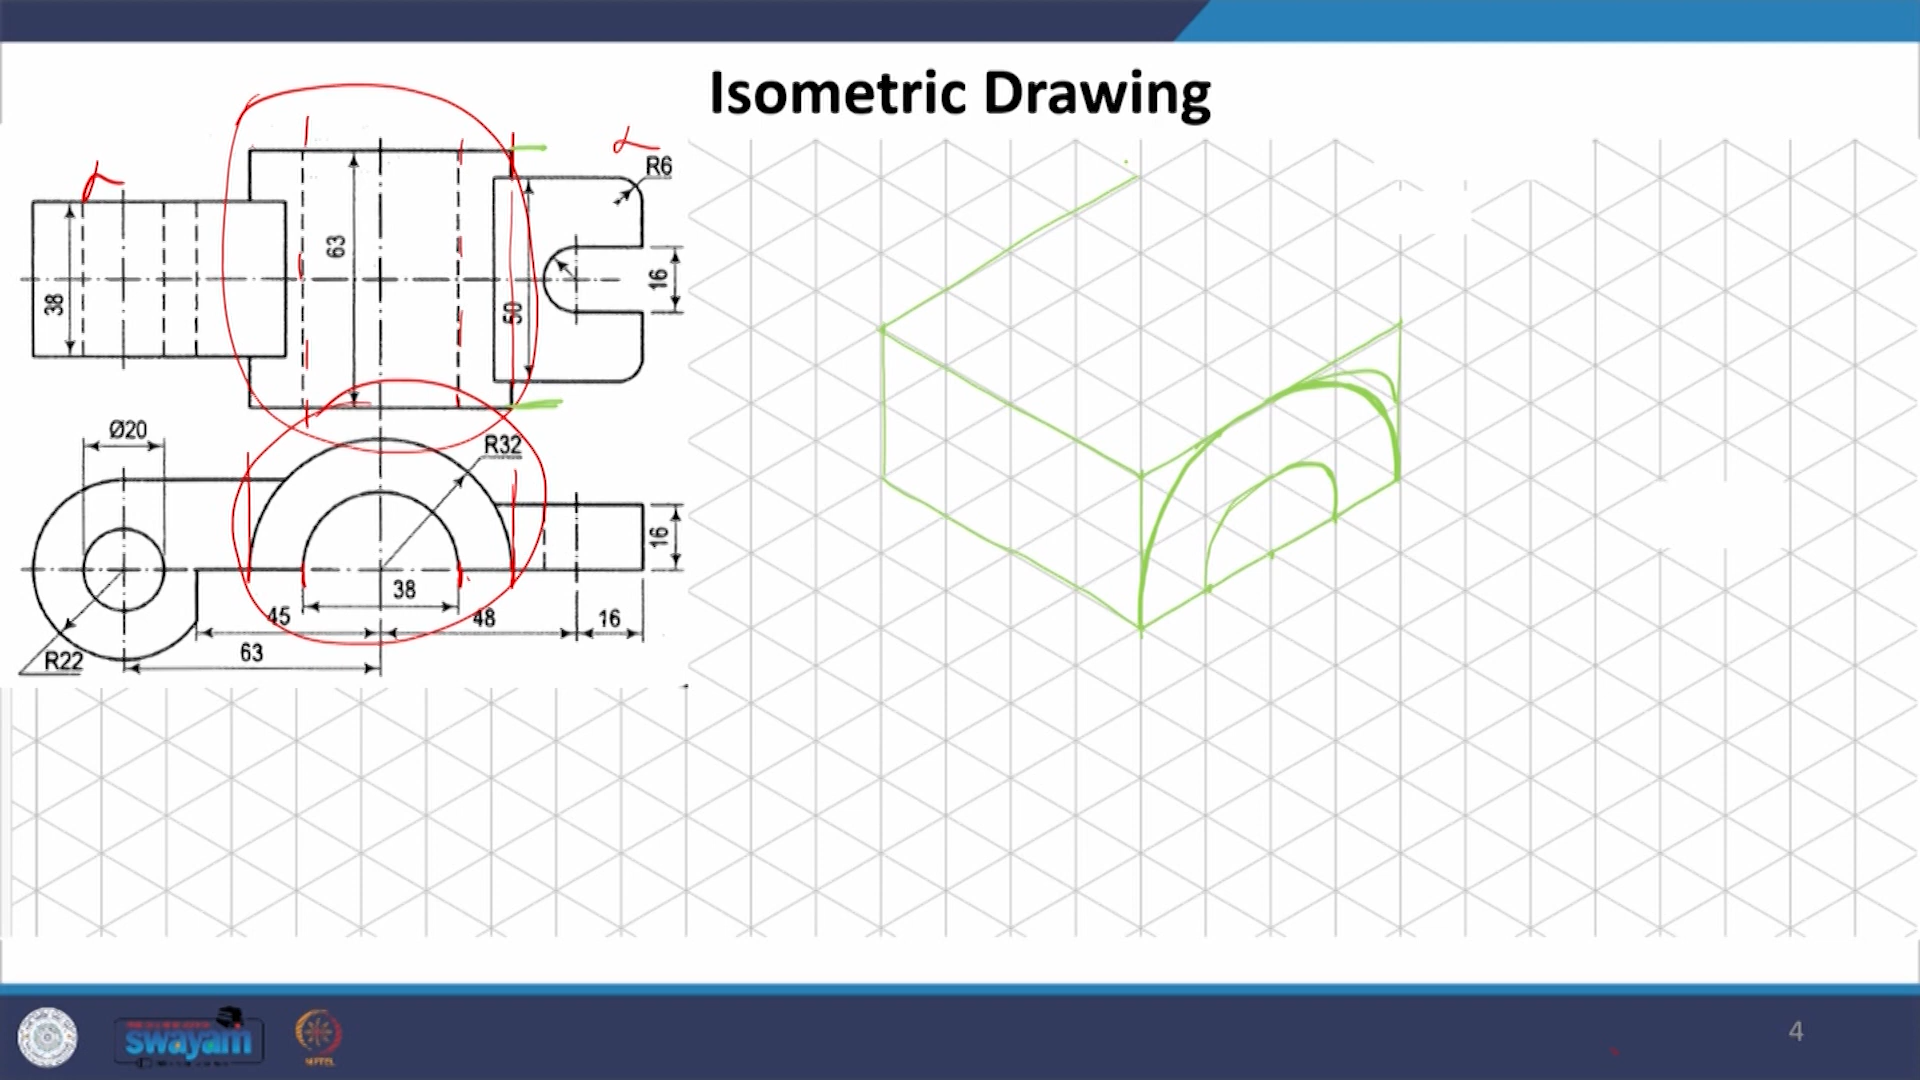 Isometric Drawing
R6
63
38
50
16
Ø20
R32
16
38
45
48
16
63
R22
swayam
4